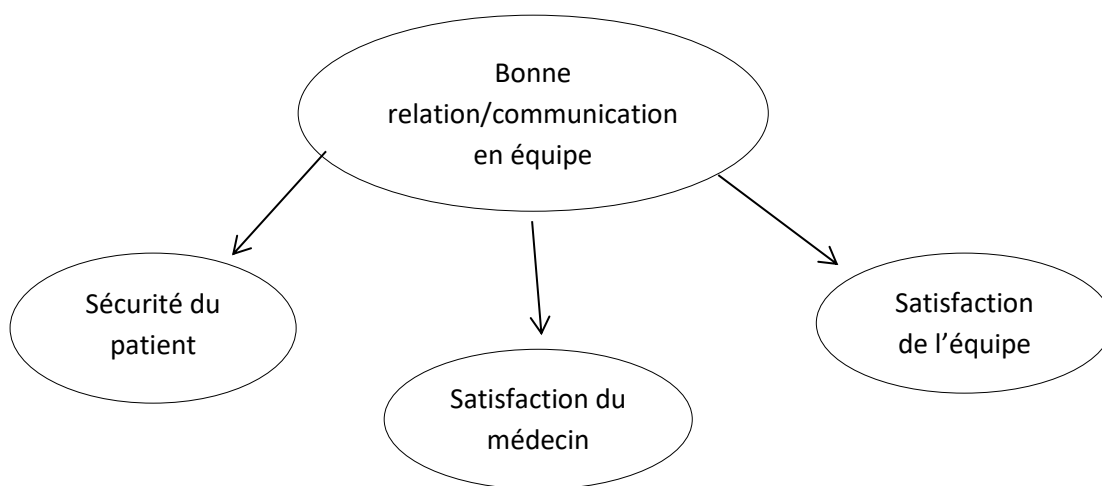 Bonne
relation/communication
en équipe
Sécurité du
patient
Satisfaction du
médecin
Satisfaction
de l’équipe